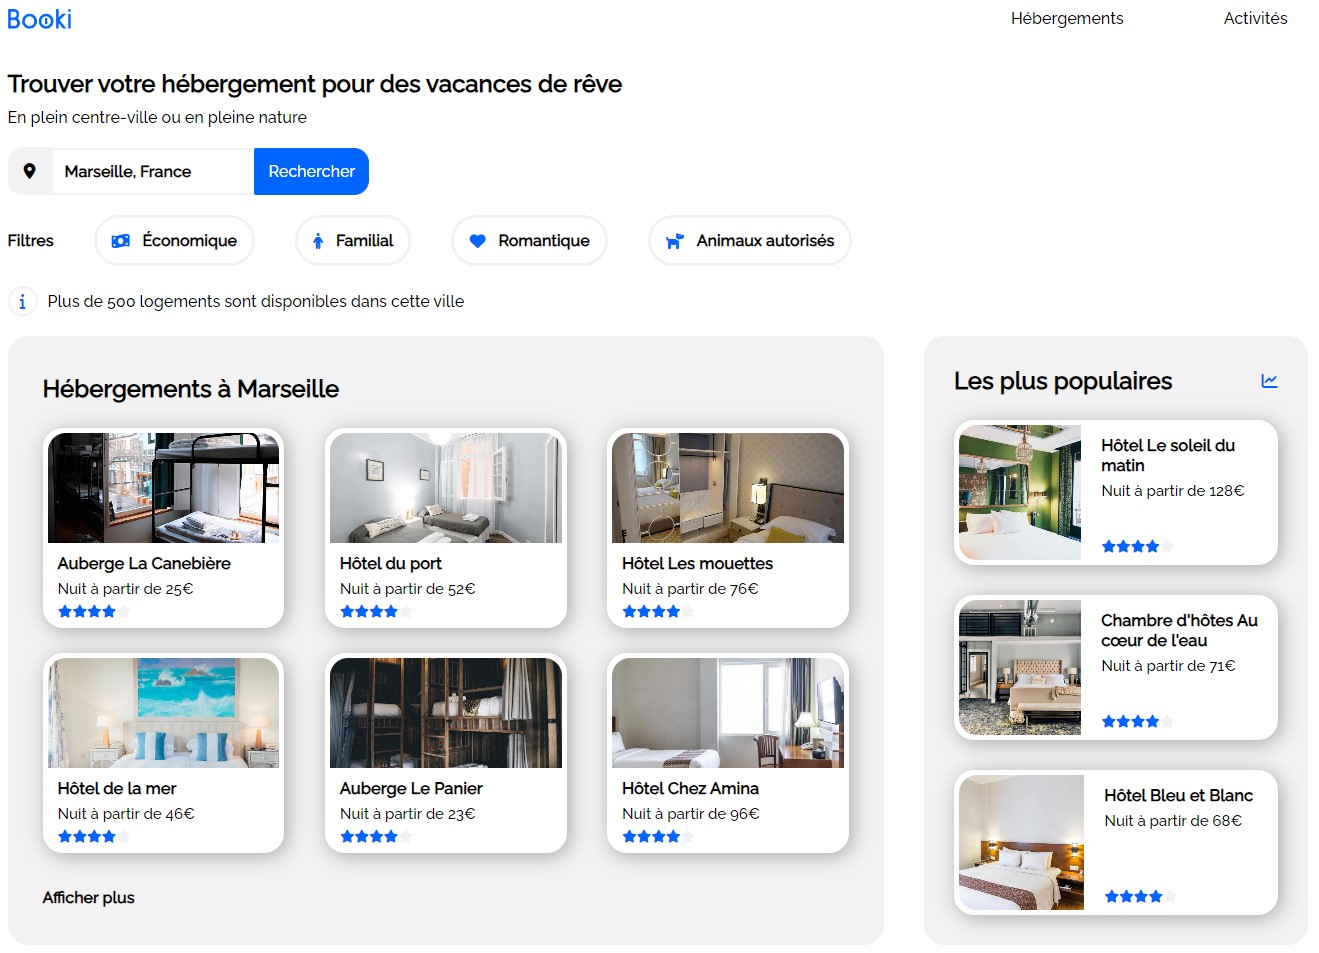 Booki
Hébergements
Activités
Trouver votre hébergement pour des vacances de rêve
En plein centre-ville ou en pleine nature
Marseille, France
Rechercher
Filtres
Économique
Familial
Romantique
Animaux autorisés
Plus de 500 logements sont disponibles dans cette ville
Hébergements à Marseille
Auberge La Canebière
Nuit à partir de 25€
Hôtel du port
Nuit à partir de 52€
Hôtel Les mouettes
Nuit à partir de 76€
Hôtel de la mer
Nuit à partir de 46€
Auberge Le Panier
Nuit à partir de 23€
Hôtel Chez Amina
Nuit à partir de 96€
Afficher plus
Les plus populaires
Hôtel Le soleil du
matin
Nuit à partir de 128€
Chambre d'hôtes Au
cœur de l'eau
Nuit à partir de 71€
Hôtel Bleu et Blanc
Nuit à partir de 68€